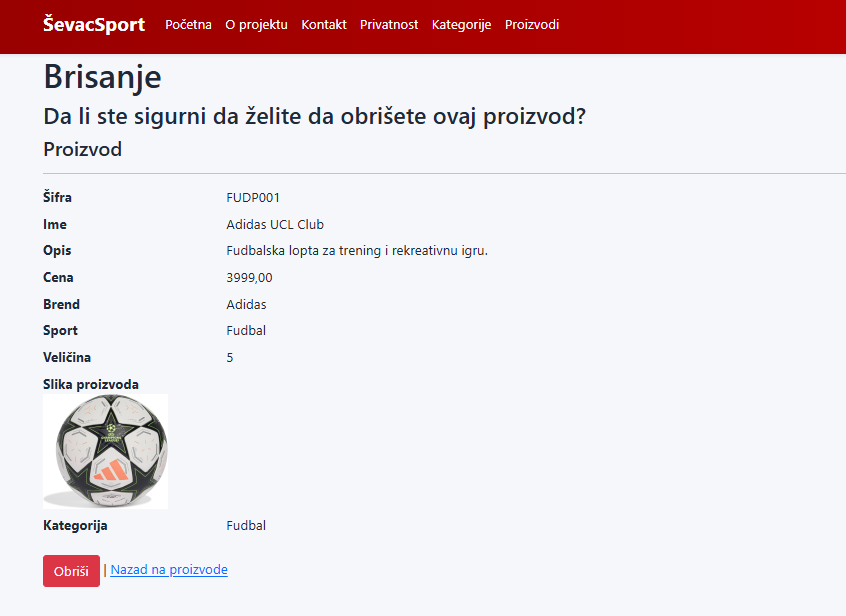 ŠevacSport Početna O projektu Kontakt Privatnost Kategorije Proizvodi
Brisanje
Da li ste sigurni da želite da obrišete ovaj proizvod?
Proizvod
Šifra FUDP001
Ime Adidas UCL Club
Opis Fudbalska lopta za trening i rekreativnu igru.
Cena 3999,00
Brend Adidas
Sport Fudbal
Veličina 5
Slika proizvoda
Kategorija Fudbal
Obriši | Nazad na proizvode